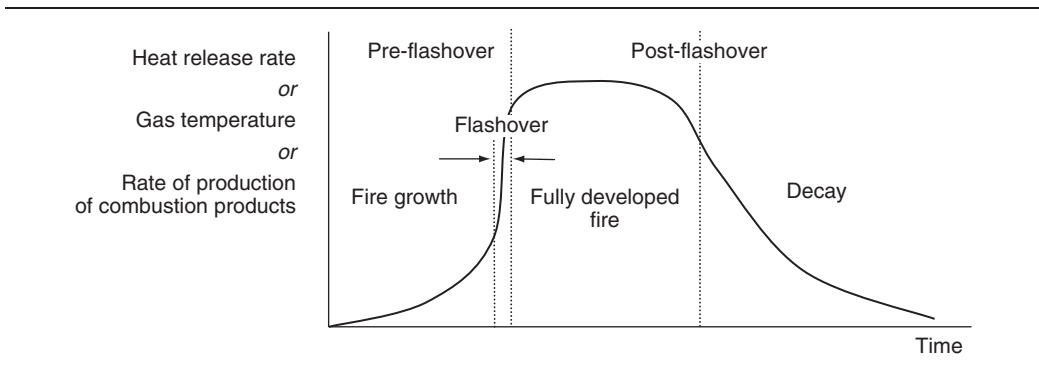 Heat release rate
or
Gas temperature
or
Rate of production
of combustion products
Pre-flashover
Post-flashover
Flashover
Fire growth
Fully developed
fire
Decay
Time